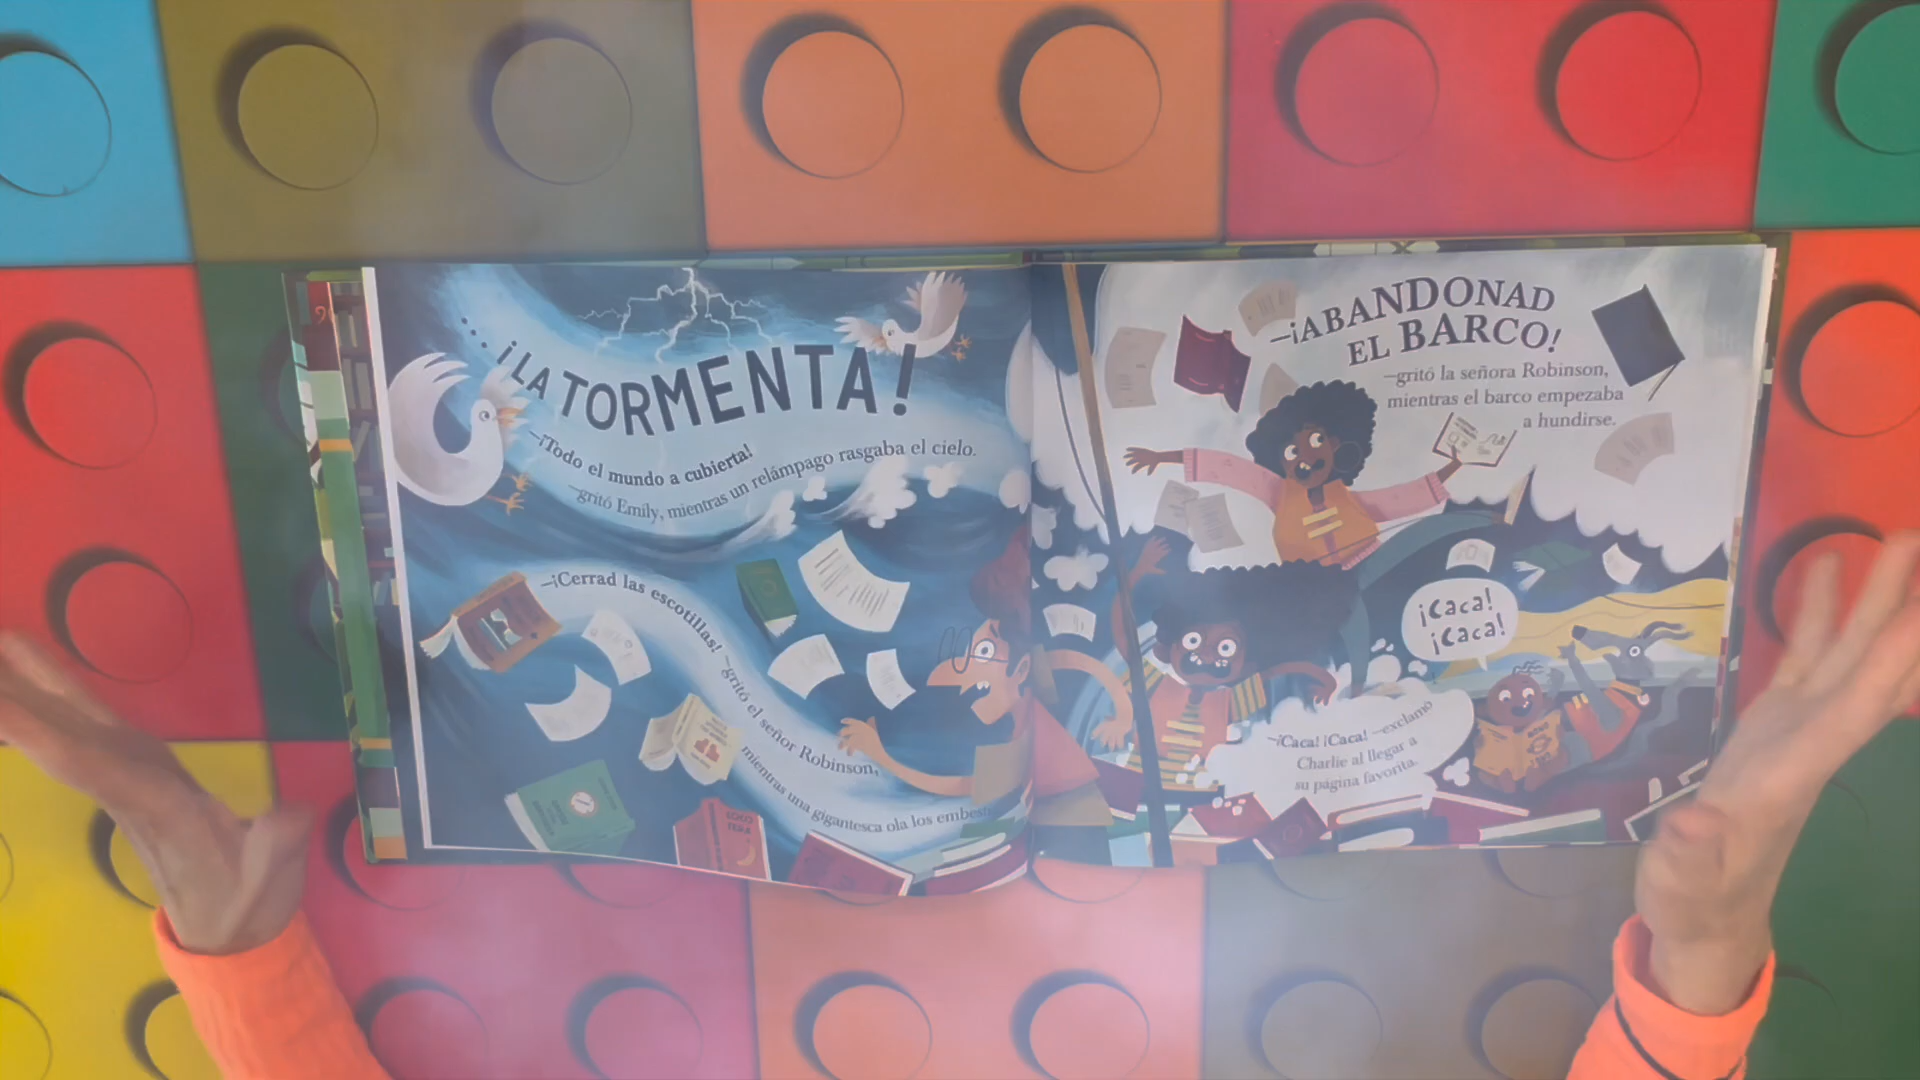 ...¡LA TORMENTA!
—¡Todo el mundo a cubierta!
—gritó Emily, mientras un relámpago rasgaba el cielo.
—¡Cerrad las escotillas! —gritó el señor Robinson,
mientras una gigantesca ola los
—¡ABANDONAD
EL BARCO!
—gritó la señora Robinson,
mientras el barco empezaba
a hundirse.
¡Caca!
¡Caca!
—¡Caca! ¡Caca! —exclamó
Charlie al llegar a
su página favorita.